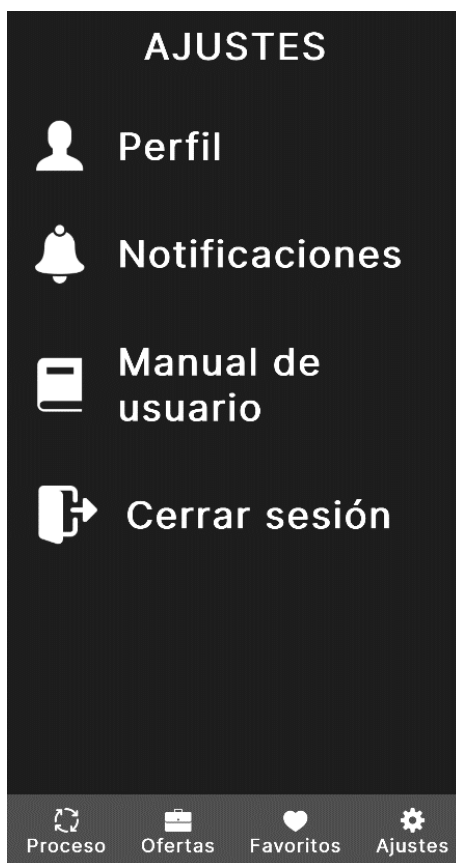 AJUSTES
Perfil
Notificaciones
Manual de
usuario
Cerrar sesión
Proceso Ofertas Favoritos Ajustes